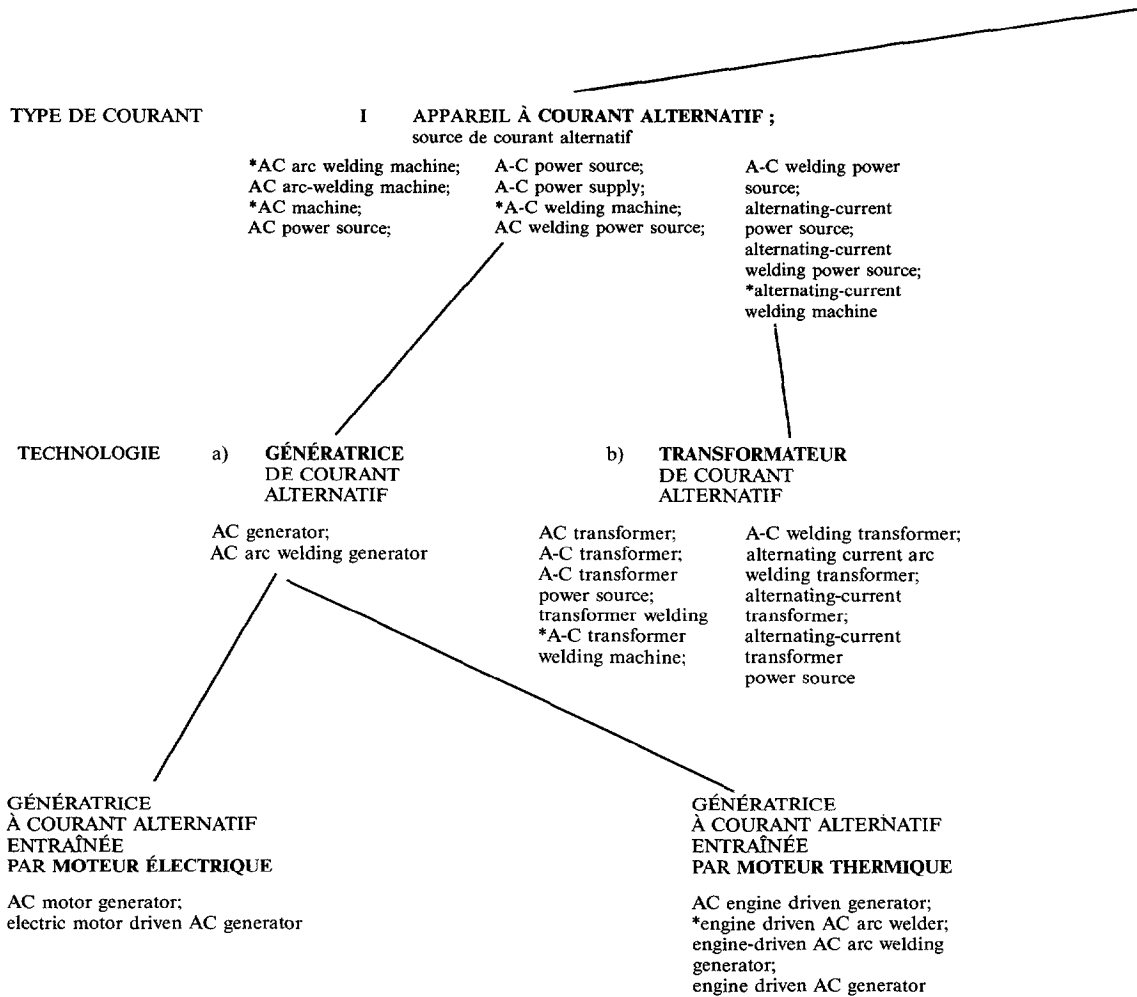 TYPE DE COURANT I APPAREIL À COURANT ALTERNATIF ;
source de courant alternatif
*AC arc welding machine;
AC arc-welding machine;
*AC machine;
AC power source;
A-C power source;
A-C power supply;
*A-C welding machine;
AC welding power source;
A-C welding power
source;
alternating-current
power source;
alternating-current
welding power source;
*alternating-current
welding machine
TECHNOLOGIE a) GÉNÉRATRICE
DE COURANT
ALTERNATIF
AC generator;
AC arc welding generator
b) TRANSFORMATEUR
DE COURANT
ALTERNATIF
AC transformer;
A-C transformer;
A-C transformer
power source;
transformer welding
*A-C transformer
welding machine;
A-C welding transformer;
alternating current arc
welding transformer;
alternating-current
transformer;
alternating-current
transformer
power source
GÉNÉRATRICE
À COURANT ALTERNATIF
ENTRAÎNÉE
PAR MOTEUR ÉLECTRIQUE
AC motor generator;
electric motor driven AC generator
GÉNÉRATRICE
À COURANT ALTERNATIF
ENTRAÎNÉE
PAR MOTEUR THERMIQUE
AC engine driven generator;
*engine driven AC arc welder;
engine-driven AC arc welding
generator;
engine driven AC generator